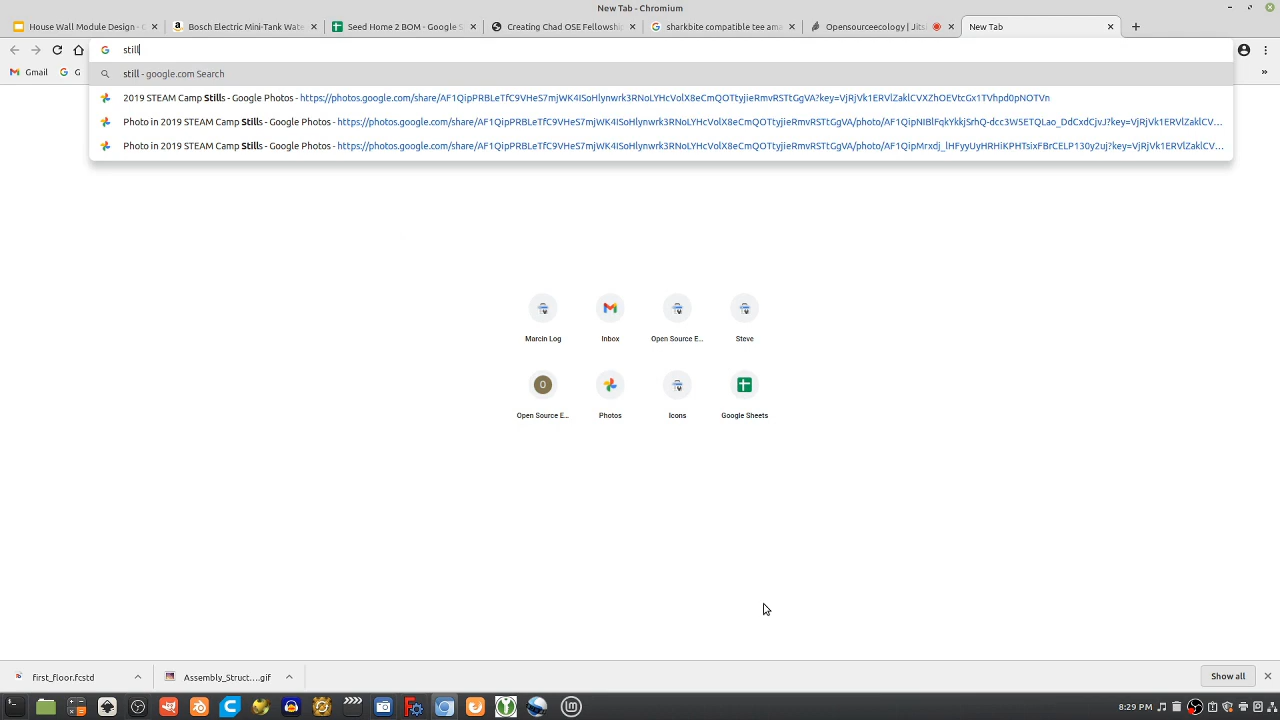 New Tab - Chromium
House Wall Module Design - G
Bosch Electric Mini-Tank Wate
Seed Home 2 BOM - Google S
Creating Chad OSE Fellowship
sharkbite compatible tee ama
Opensourceecology | Jits
New Tab
still
Gmail
G
»
still - google.com Search
2019 STEAM Camp Stills - Google Photos - https://photos.google.com/share/AF1QipPRBLeTfC9VHeS7mjWK4ISoHlynwrk3RNoLYHcVolX8eCmQOTtyjieRmvRSTtGgVA?key=VjRjVk1ERVlZaklCVXZhOEVtcGx1TVhpd0pNOTVn
Photo in 2019 STEAM Camp Stills - Google Photos - https://photos.google.com/share/AF1QipPRBLeTfC9VHeS7mjWK4ISoHlynwrk3RNoLYHcVolX8eCmQOTtyjieRmvRSTtGgVA/photo/AF1QipNIBlFqkYkkjSrhQ-dcc3W5ETQLao_DdCxdCjvJ?key=VjRjVk1ERVlZaklCV...
Photo in 2019 STEAM Camp Stills - Google Photos - https://photos.google.com/share/AF1QipPRBLeTfC9VHeS7mjWK4ISoHlynwrk3RNoLYHcVolX8eCmQOTtyjieRmvRSTtGgVA/photo/AF1QipMrxdj_lHFyyUyHRHiKPHTsixFBrCELP130y2uj?key=VjRjVk1ERVlZaklCV...
Marcin Log
Inbox
Open Source E...
Steve
O
Open Source E...
Photos
Icons
Google Sheets
first_floor.fcstd
Assembly_Struct....gif
Show all
8:29 PM